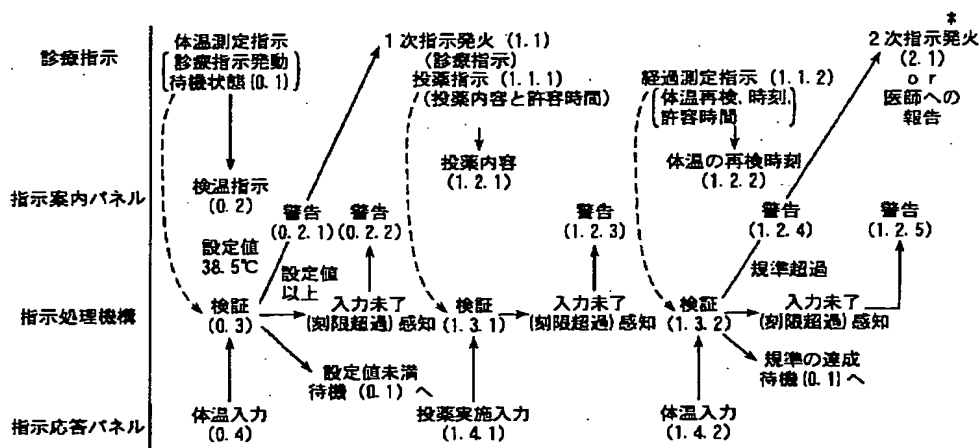 *
診療指示
体温測定指示
診療指示発動
待機状態(0.1)
1次指示発火(1.1)
(診療指示)
投薬指示(1.1.1)
(投薬内容と許容時間)
経過測定指示(1.1.2)
体温再検、時刻、
許容時間
2次指示発火
(2.1)
or
医師への
報告
投薬内容
(1.2.1)
体温の再検時刻
(1.2.2)
指示案内パネル
検温指示
(0.2)
警告
(0.2.1)
警告
(0.2.2)
警告
(1.2.3)
警告
(1.2.4)
警告
(1.2.5)
設定値
38.5℃
設定値
以上
規準超過
指示処理機構
検証
(0.3)
入力未了
(刻限超過)感知
検証
(1.3.1)
入力未了
(刻限超過)感知
検証
(1.3.2)
入力未了
(刻限超過)感知
設定値未満
待機(0.1)へ
規準の達成
待機(0.1)へ
指示応答パネル
体温入力
(0.4)
投薬実施入力
(1.4.1)
体温入力
(1.4.2)